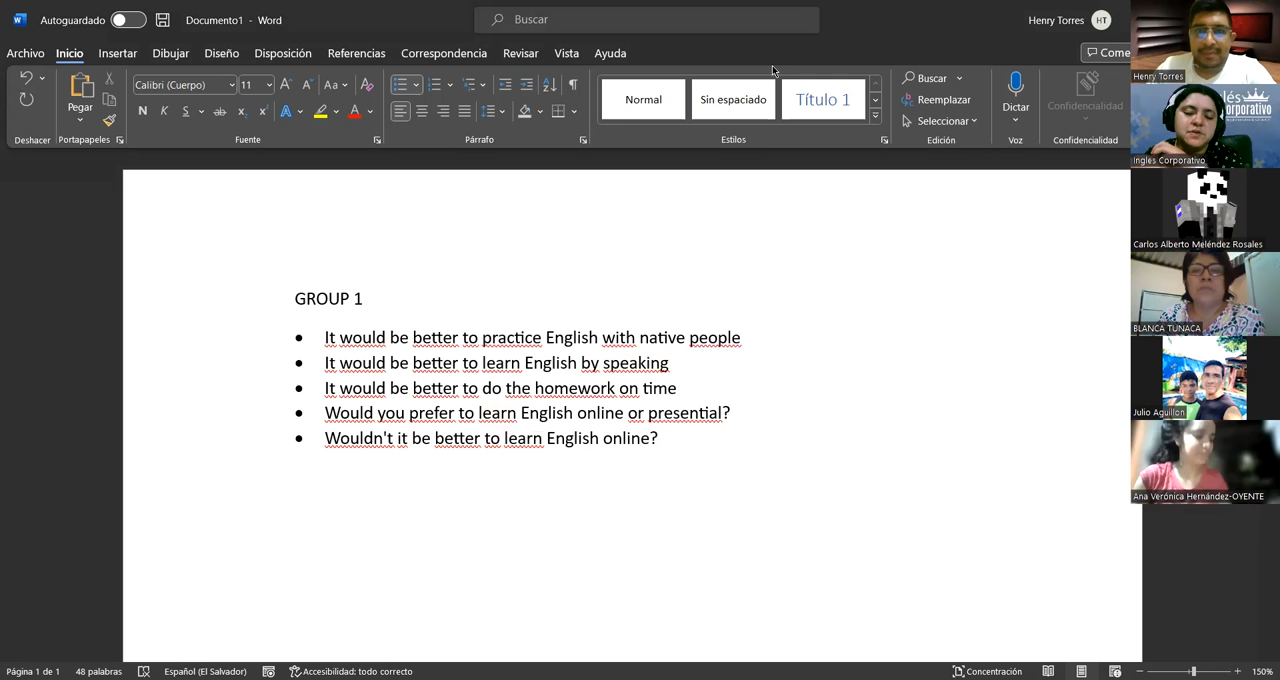 Autoguardado Documento1 - Word Buscar Henry Torres HT
Archivo Inicio Insertar Dibujar Diseño Disposición Referencias Correspondencia Revisar Vista Ayuda Come
Pegar Calibri (Cuerpo) 11 Aa Normal Sin espaciado Título 1 Buscar Reemplazar Seleccionar Dictar Confidencialidad
N K S ab x x A A
Deshacer Portapapeles Fuente Párrafo Estilos Edición Voz Confidencialidad
GROUP 1
• It would be better to practice English with native people
• It would be better to learn English by speaking
• It would be better to do the homework on time
• Would you prefer to learn English online or presential?
• Wouldn't it be better to learn English online?
Henry Torres
lés
orporativo
Ingles Corporativo
Carlos Alberto Meléndez Rosales
BLANCA TUNACA
Julio Aguillon
Ana Verónica Hernández-OYENTE
Página 1 de 1 48 palabras Español (El Salvador) Accesibilidad: todo correcto Concentración 150%